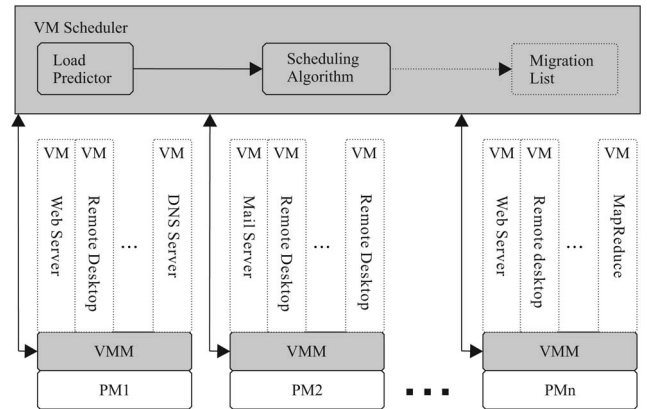 VM Scheduler
Load
Predictor
Scheduling
Algorithm
Migration
List
VM
VM
VM
Web Server
Remote Desktop
...
DNS Server
VMM
PM1
VM
VM
VM
Mail Server
Remote Desktop
...
Remote Desktop
VMM
PM2
VM
VM
VM
Web Server
Remote desktop
...
MapReduce
VMM
PMn